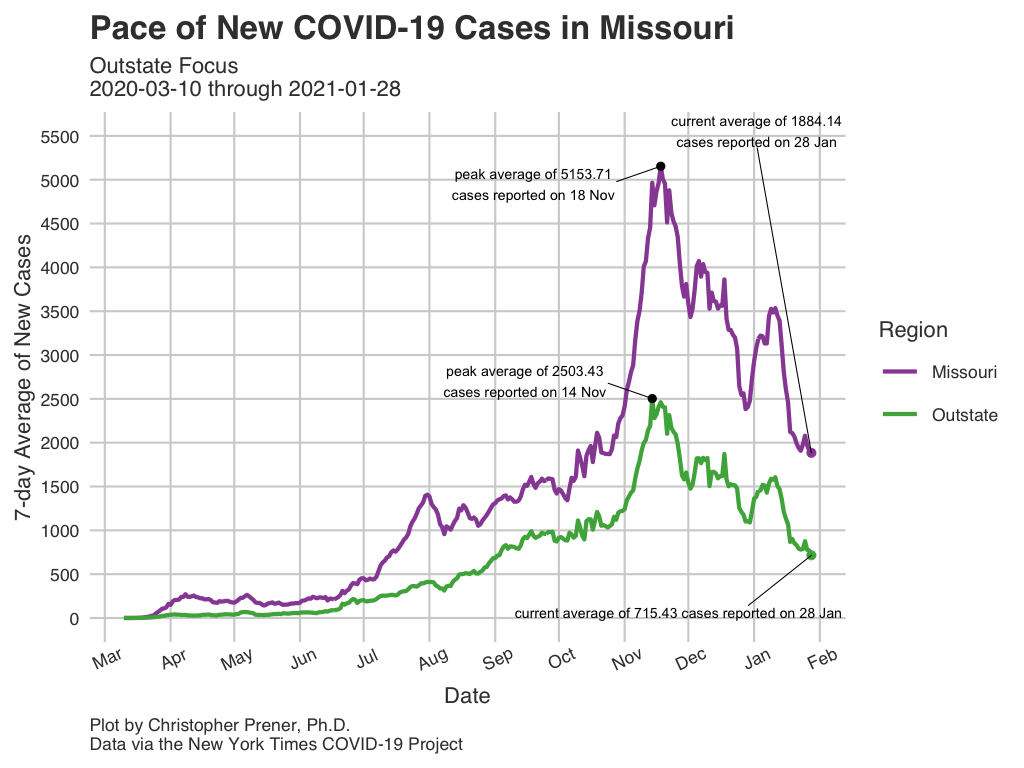 Pace of New COVID-19 Cases in Missouri
Outstate Focus
2020-03-10 through 2021-01-28
current average of 1884.14
cases reported on 28 Jan
peak average of 5153.71
cases reported on 18 Nov
peak average of 2503.43
cases reported on 14 Nov
current average of 715.43 cases reported on 28 Jan
7-day Average of New Cases
5500
5000
4500
4000
3500
3000
2500
2000
1500
1000
500
0
Mar
Apr
May
Jun
Jul
Aug
Sep
Oct
Nov
Dec
Jan
Feb
Date
Region
Missouri
Outstate
Plot by Christopher Prener, Ph.D.
Data via the New York Times COVID-19 Project